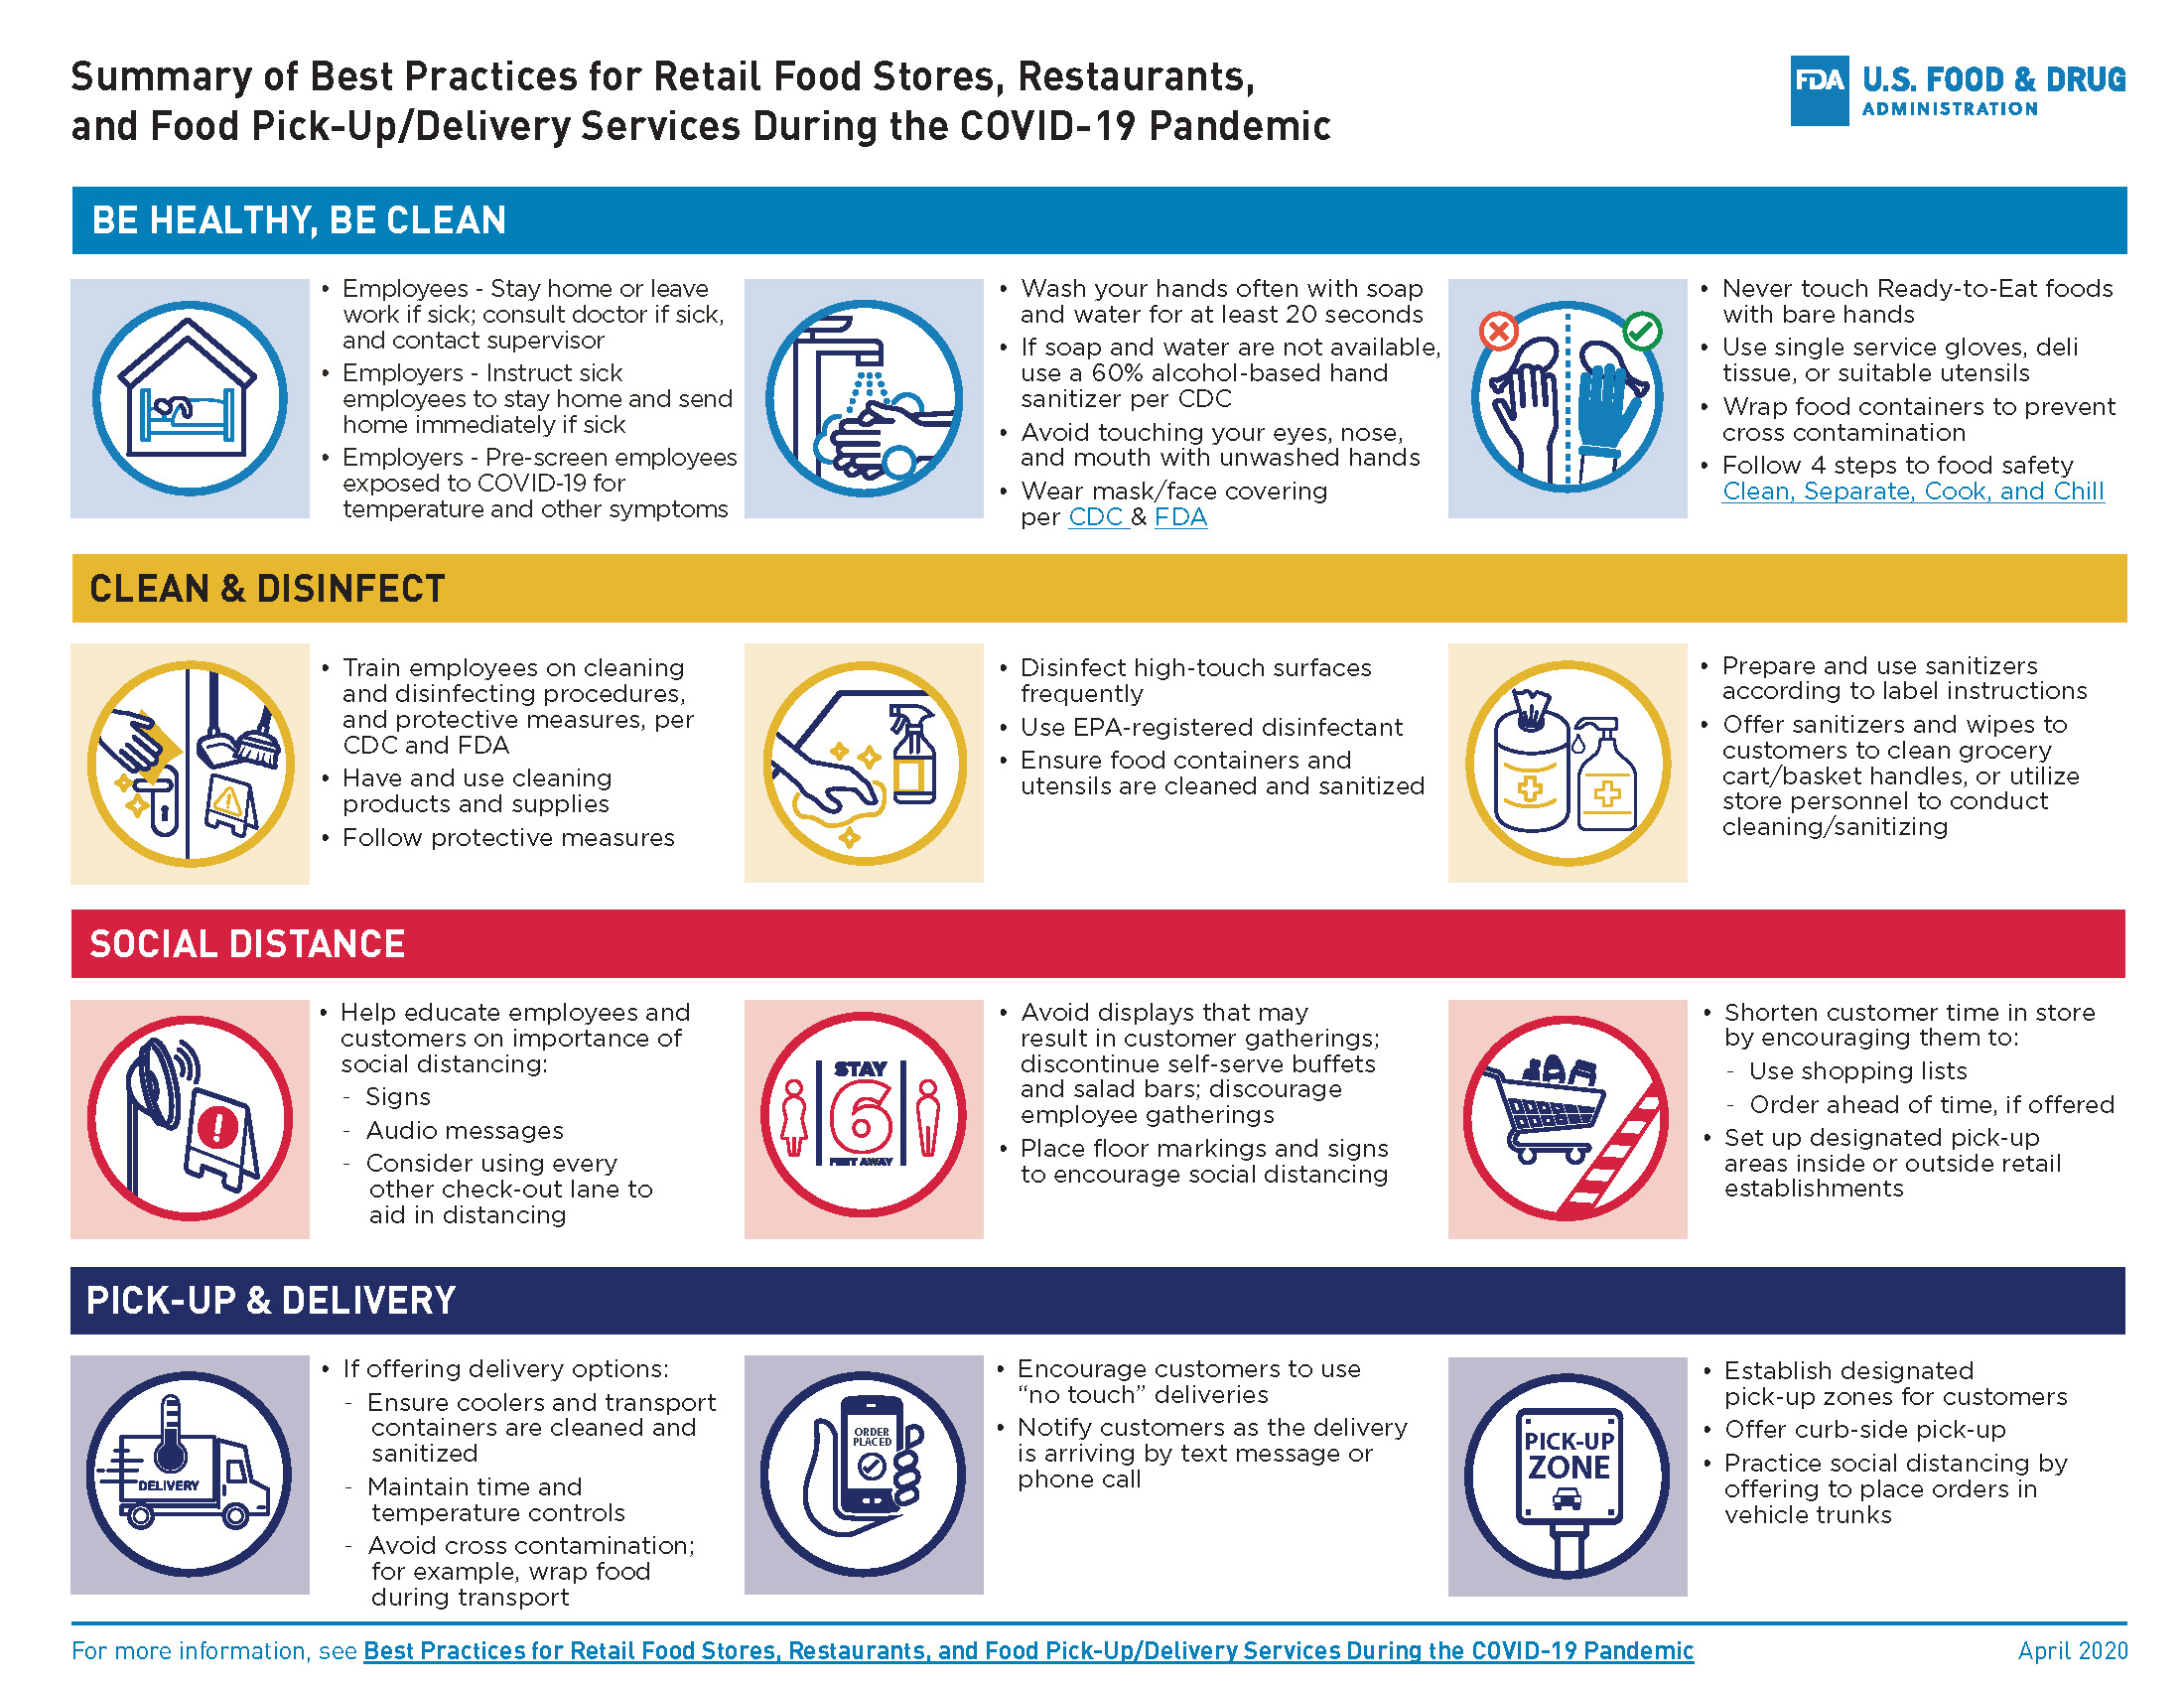 Summary of Best Practices for Retail Food Stores, Restaurants,
and Food Pick-Up/Delivery Services During the COVID-19 Pandemic
FDA U.S. FOOD & DRUG
ADMINISTRATION
BE HEALTHY, BE CLEAN
• Employees - Stay home or leave
work if sick; consult doctor if sick,
and contact supervisor
• Employers - Instruct sick
employees to stay home and send
home immediately if sick
• Employers - Pre-screen employees
exposed to COVID-19 for
temperature and other symptoms
• Wash your hands often with soap
and water for at least 20 seconds
• If soap and water are not available,
use a 60% alcohol-based hand
sanitizer per CDC
• Avoid touching your eyes, nose,
and mouth with unwashed hands
• Wear mask/face covering
per CDC & FDA
• Never touch Ready-to-Eat foods
with bare hands
• Use single service gloves, deli
tissue, or suitable utensils
• Wrap food containers to prevent
cross contamination
• Follow 4 steps to food safety
Clean, Separate, Cook, and Chill
CLEAN & DISINFECT
• Train employees on cleaning
and disinfecting procedures,
and protective measures, per
CDC and FDA
• Have and use cleaning
products and supplies
• Follow protective measures
• Disinfect high-touch surfaces
frequently
• Use EPA-registered disinfectant
• Ensure food containers and
utensils are cleaned and sanitized
• Prepare and use sanitizers
according to label instructions
• Offer sanitizers and wipes to
customers to clean grocery
cart/basket handles, or utilize
store personnel to conduct
cleaning/sanitizing
SOCIAL DISTANCE
• Help educate employees and
customers on importance of
social distancing:
- Signs
- Audio messages
- Consider using every
other check-out lane to
aid in distancing
STAY
6
FEET AWAY
• Avoid displays that may
result in customer gatherings;
discontinue self-serve buffets
and salad bars; discourage
employee gatherings
• Place floor markings and signs
to encourage social distancing
• Shorten customer time in store
by encouraging them to:
- Use shopping lists
- Order ahead of time, if offered
• Set up designated pick-up
areas inside or outside retail
establishments
PICK-UP & DELIVERY
DELIVERY
• If offering delivery options:
- Ensure coolers and transport
containers are cleaned and
sanitized
- Maintain time and
temperature controls
- Avoid cross contamination;
for example, wrap food
during transport
ORDER
PLACED
• Encourage customers to use
“no touch” deliveries
• Notify customers as the delivery
is arriving by text message or
phone call
PICK-UP
ZONE
• Establish designated
pick-up zones for customers
• Offer curb-side pick-up
• Practice social distancing by
offering to place orders in
vehicle trunks
For more information, see Best Practices for Retail Food Stores, Restaurants, and Food Pick-Up/Delivery Services During the COVID-19 Pandemic
April 2020